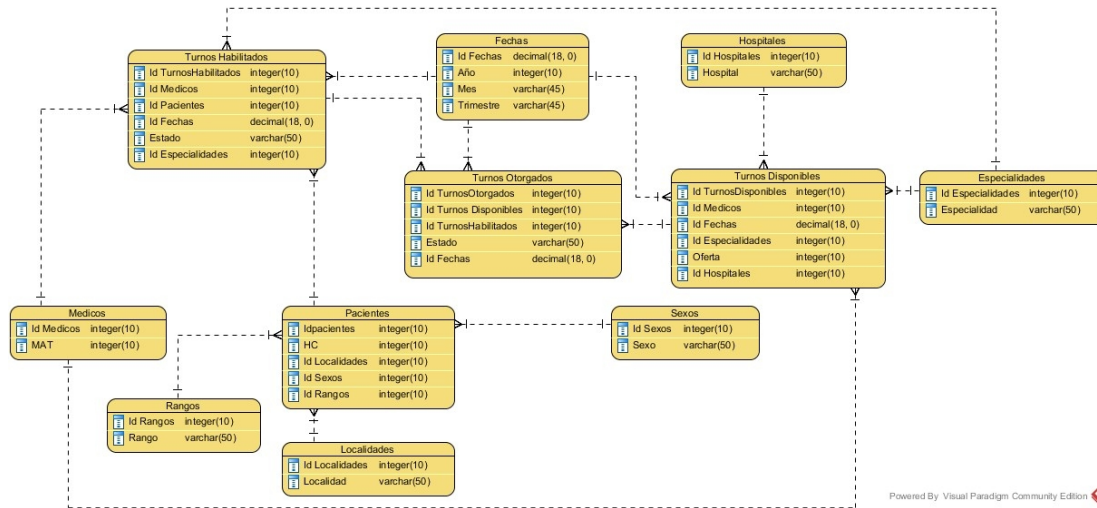 Turnos Habilitados
Id TurnosHabilitados integer(10)
Id Medicos integer(10)
Id Pacientes integer(10)
Id Fechas decimal(18, 0)
Estado varchar(50)
Id Especialidades integer(10)
Fechas
Id Fechas decimal(18, 0)
Año integer(10)
Mes varchar(45)
Trimestre varchar(45)
Hospitales
Id Hospitales integer(10)
Hospital varchar(50)
Turnos Otorgados
Id TurnosOtorgados integer(10)
Id Turnos Disponibles integer(10)
Id TurnosHabilitados integer(10)
Estado varchar(50)
Id Fechas decimal(18, 0)
Turnos Disponibles
Id TurnosDisponibles integer(10)
Id Medicos integer(10)
Id Fechas decimal(18, 0)
Id Especialidades integer(10)
Oferta integer(10)
Id Hospitales integer(10)
Especialidades
Id Especialidades integer(10)
Especialidad varchar(50)
Medicos
Id Medicos integer(10)
MAT integer(10)
Pacientes
Idpacientes integer(10)
HC integer(10)
Id Localidades integer(10)
Id Sexos integer(10)
Id Rangos integer(10)
Sexos
Id Sexos integer(10)
Sexo varchar(50)
Rangos
Id Rangos integer(10)
Rango varchar(50)
Localidades
Id Localidades integer(10)
Localidad varchar(50)
Powered By Visual Paradigm Community Edition